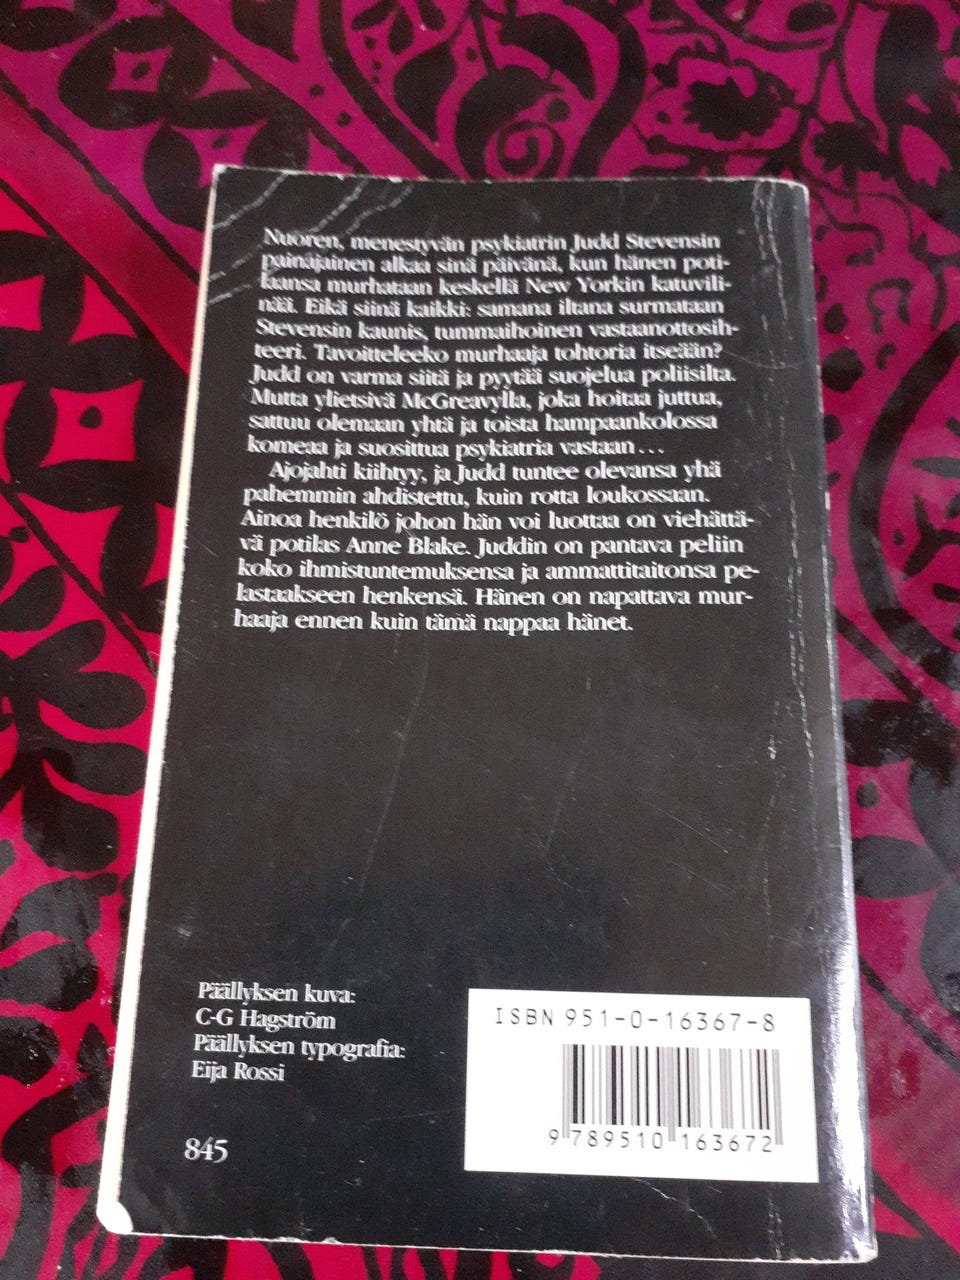 Nuoren, menestyvän psykiatrin Judd Stevensin
painajainen alkaa sinä päivänä, kun hänen poti-
laansa murhataan keskellä New Yorkin katuvili-
nää. Eikä siinä kaikki: samana iltana surmataan
Stevensin kaunis, tummaihoinen vastaanottosih-
teeri. Tavoitteleeko murhaaja tohtoria itseään?
Judd on varma siitä ja pyytää suojelua poliisilta.
Mutta ylietsivä McGreavylla, joka hoitaa juttua,
sattuu olemaan yhtä ja toista hampaankolossa
komeaa ja suosittua psykiatria vastaan...
Ajojahti kiihtyy, ja Judd tuntee olevansa yhä
pahemmin ahdistettu, kuin rotta loukossaan.
Ainoa henkilö johon hän voi luottaa on viehättä-
vä potilas Anne Blake. Juddin on pantava peliin
koko ihmistuntemuksensa ja ammattitaitonsa pe-
lastaakseen henkensä. Hänen on napattava mur-
haaja ennen kuin tämä nappaa hänet.
Päällyksen kuva:
C-G Hagström
Päällyksen typografia:
Eija Rossi
845
ISBN 951-0-16367-8
9 789510 163672